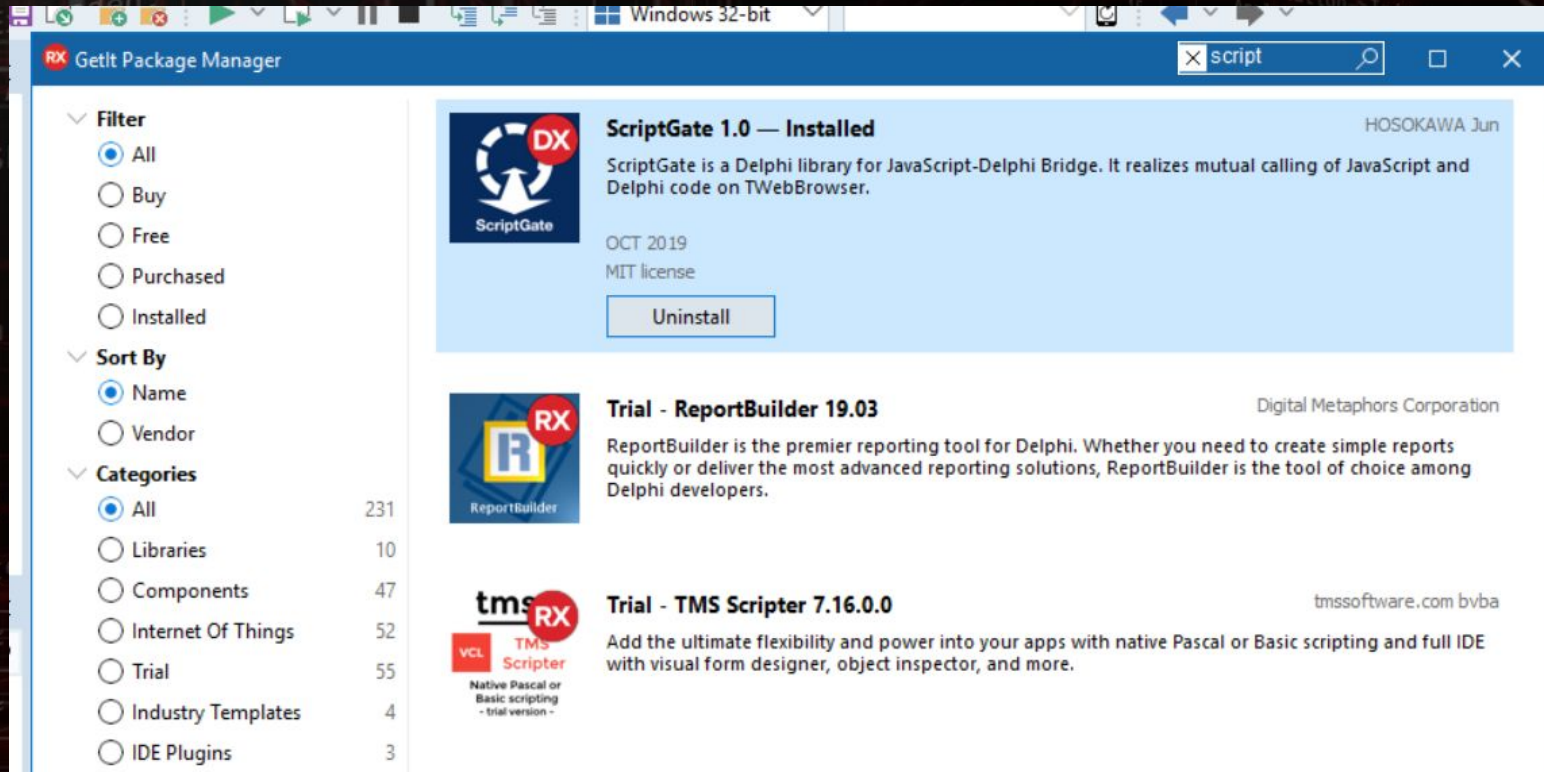 Windows 32-bit
RX GetIt Package Manager
script
Filter
All
Buy
Free
Purchased
Installed
Sort By
Name
Vendor
Categories
All 231
Libraries 10
Components 47
Internet Of Things 52
Trial 55
Industry Templates 4
IDE Plugins 3
DX
ScriptGate
ScriptGate 1.0 — Installed
HOSOKAWA Jun
ScriptGate is a Delphi library for JavaScript-Delphi Bridge. It realizes mutual calling of JavaScript and
Delphi code on TWebBrowser.
OCT 2019
MIT license
Uninstall
RX
R
ReportBuilder
Trial - ReportBuilder 19.03
Digital Metaphors Corporation
ReportBuilder is the premier reporting tool for Delphi. Whether you need to create simple reports
quickly or deliver the most advanced reporting solutions, ReportBuilder is the tool of choice among
Delphi developers.
tms
RX
VCL
TMS
Scripter
Native Pascal or
Basic scripting
- trial version -
Trial - TMS Scripter 7.16.0.0
tmssoftware.com bvba
Add the ultimate flexibility and power into your apps with native Pascal or Basic scripting and full IDE
with visual form designer, object inspector, and more.